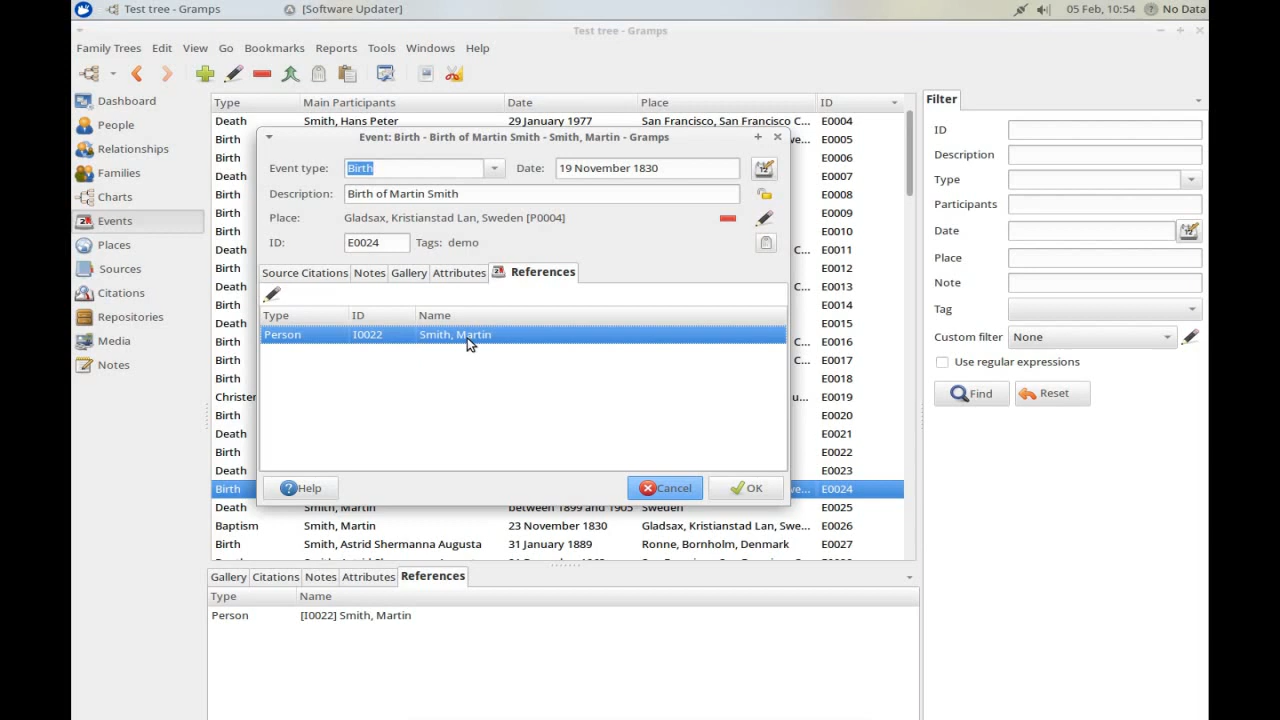 Test tree - Gramps [Software Updater] 05 Feb, 10:54 No Data
Test tree - Gramps
Family Trees Edit View Go Bookmarks Reports Tools Windows Help
Dashboard
People
Relationships
Families
Charts
Events
Places
Sources
Citations
Repositories
Media
Notes
Type Main Participants Date Place ID
Death Smith, Hans Peter 29 January 1977 San Francisco, San Francisco C... E0004
Birth we... E0005
Birth E0006
Death E0007
Birth E0008
Birth E0009
Birth E0010
Death C... E0011
Birth E0012
Death C... E0013
Birth E0014
Death E0015
Birth C... E0016
Birth C... E0017
Birth E0018
Christer u... E0019
Birth E0020
Death E0021
Birth E0022
Death E0023
Birth we... E0024
Death Smith, Martin between 1899 and 1905 Sweden E0025
Baptism Smith, Martin 23 November 1830 Gladsax, Kristianstad Lan, Swe... E0026
Birth Smith, Astrid Shermanna Augusta 31 January 1889 Ronne, Bornholm, Denmark E0027
Event: Birth - Birth of Martin Smith - Smith, Martin - Gramps
Event type: Birth Date: 19 November 1830
Description: Birth of Martin Smith
Place: Gladsax, Kristianstad Lan, Sweden [P0004]
ID: E0024 Tags: demo
Source Citations Notes Gallery Attributes References
Type ID Name
Person I0022 Smith, Martin
Help Cancel OK
Gallery Citations Notes Attributes References
Type Name
Person [I0022] Smith, Martin
Filter
ID
Description
Type
Participants
Date
Place
Note
Tag
Custom filter None
Use regular expressions
Find Reset